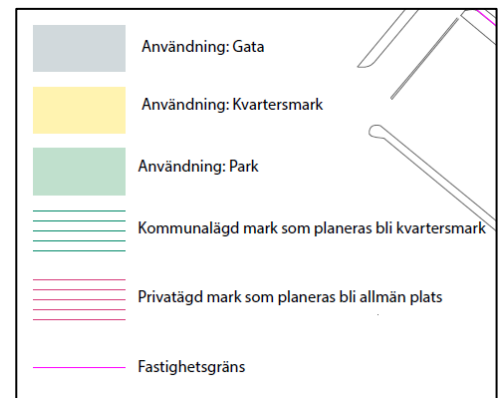 Användning: Gata
Användning: Kvartersmark
Användning: Park
Kommunalägd mark som planeras bli kvartersmark
Privatägd mark som planeras bli allmän plats
Fastighetsgräns